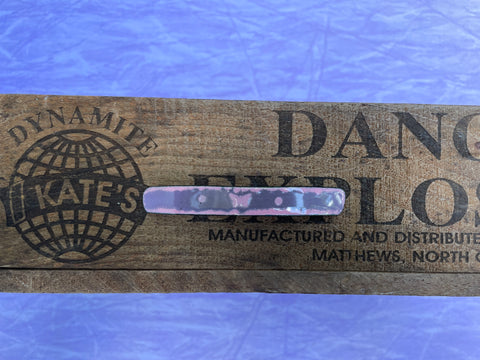 DYNAMITE
KATE'S
DANG
EXPLOS
MANUFACTURED AND DISTRIBUTE
MATTHEWS, NORTH C